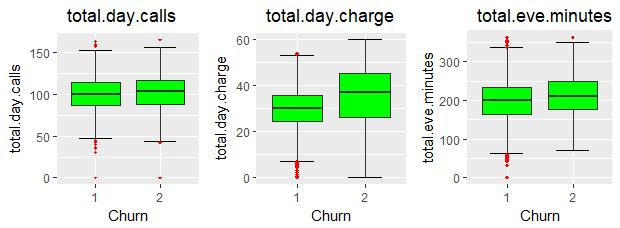 total.day.calls
total.day.calls
150
100
50
0
1 2
Churn
total.day.charge
total.day.charge
60
40
20
0
1 2
Churn
total.eve.minutes
total.eve.minutes
300
200
100
0
1 2
Churn